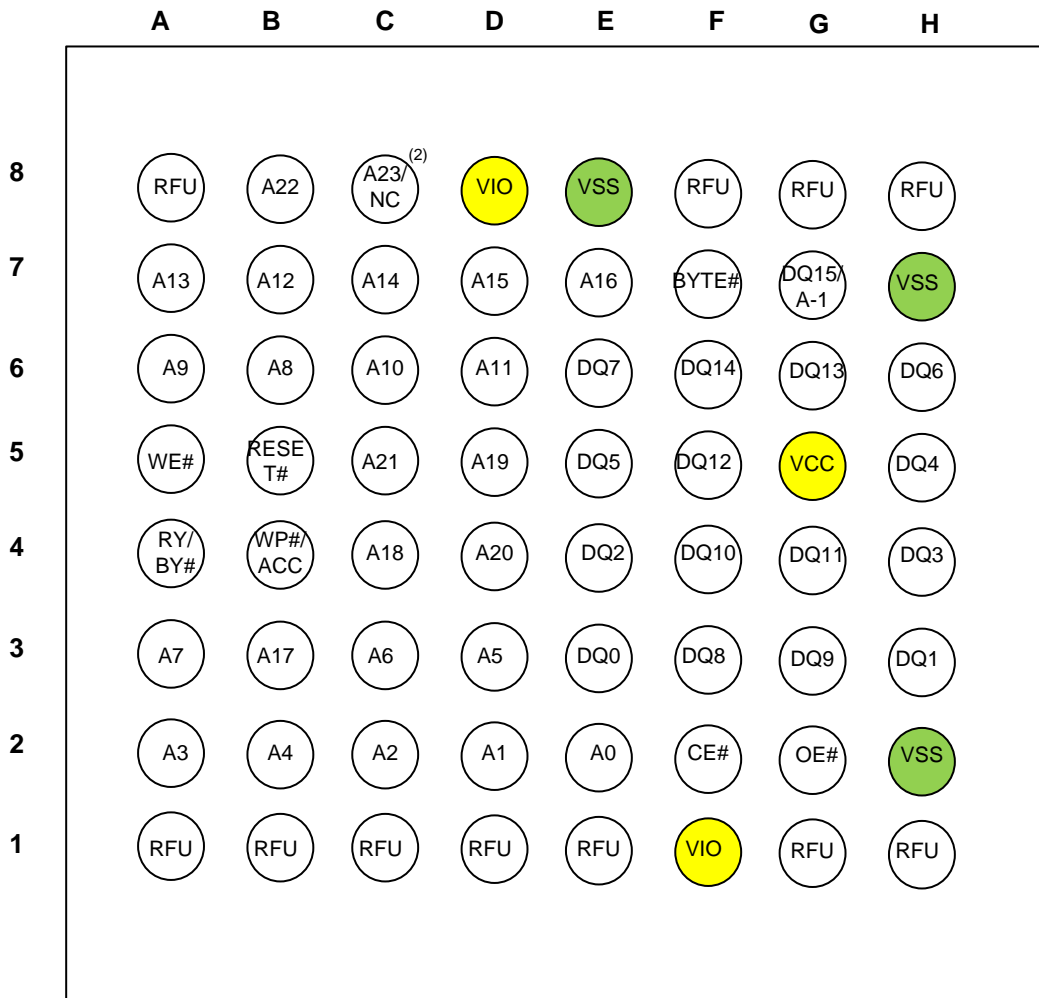 A B C D E F G H
8 RFU A22 A23/ NC (2) VIO VSS RFU RFU RFU
7 A13 A12 A14 A15 A16 BYTE# DQ15/ A-1 VSS
6 A9 A8 A10 A11 DQ7 DQ14 DQ13 DQ6
5 WE# RESE T# A21 A19 DQ5 DQ12 VCC DQ4
4 RY/ BY# WP#/ ACC A18 A20 DQ2 DQ10 DQ11 DQ3
3 A7 A17 A6 A5 DQ0 DQ8 DQ9 DQ1
2 A3 A4 A2 A1 A0 CE# OE# VSS
1 RFU RFU RFU RFU RFU VIO RFU RFU